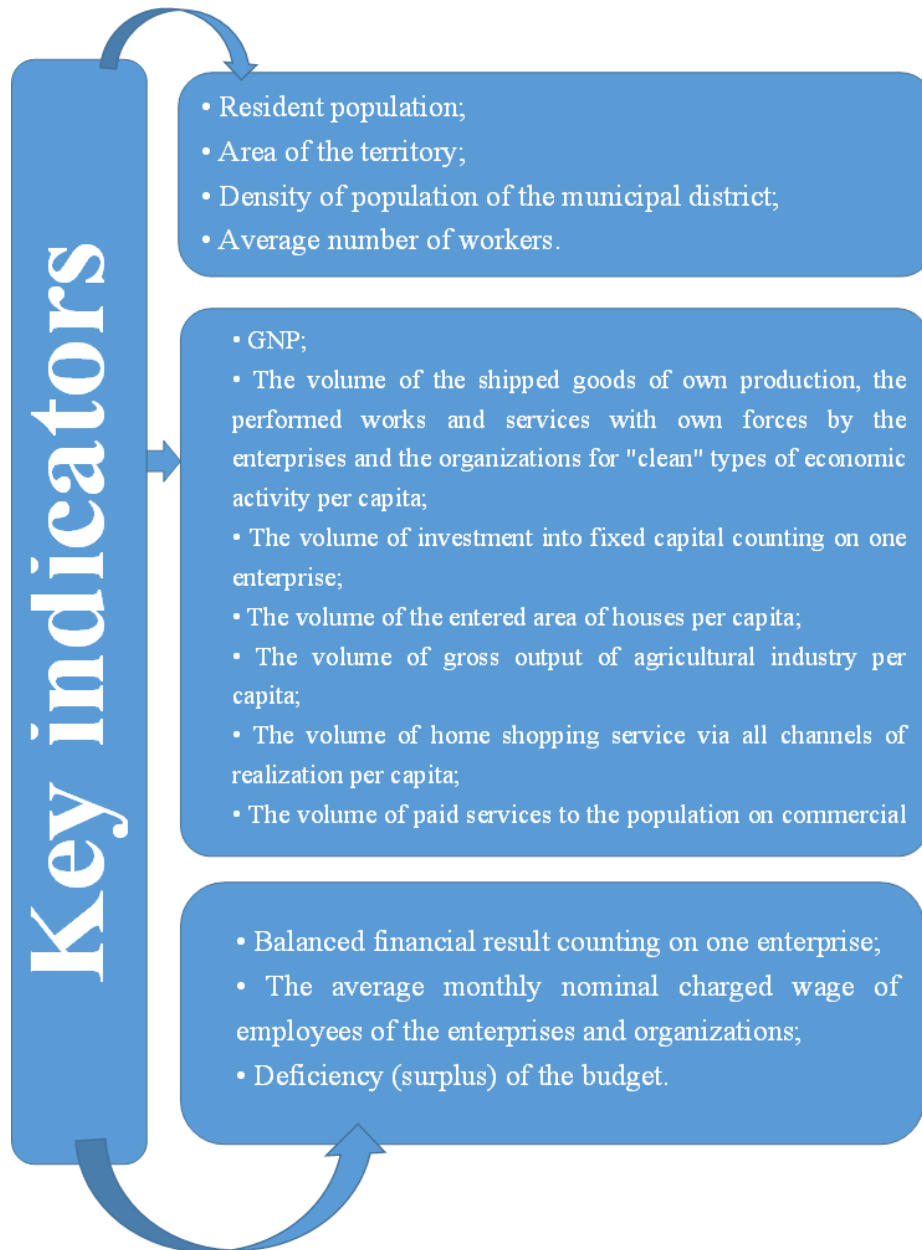 Key indicators
• Resident population;
• Area of the territory;
• Density of population of the municipal district;
• Average number of workers.
• GNP;
• The volume of the shipped goods of own production, the
performed works and services with own forces by the
enterprises and the organizations for "clean" types of economic
activity per capita;
• The volume of investment into fixed capital counting on one
enterprise;
• The volume of the entered area of houses per capita;
• The volume of gross output of agricultural industry per
capita;
• The volume of home shopping service via all channels of
realization per capita;
• The volume of paid services to the population on commercial
• Balanced financial result counting on one enterprise;
• The average monthly nominal charged wage of
employees of the enterprises and organizations;
• Deficiency (surplus) of the budget.